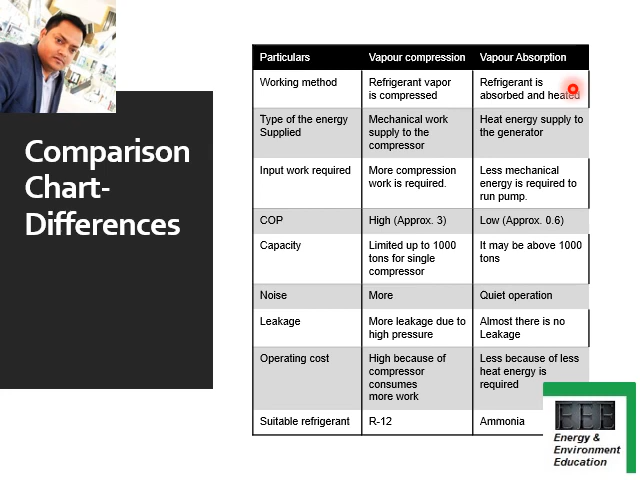 Comparison
Chart-
Differences
Particulars Vapour compression Vapour Absorption
Working method Refrigerant vapor Refrigerant is
is compressed absorbed and heated
Type of the energy Mechanical work Heat energy supply to
Supplied supply to the the generator
compressor
Input work required More compression Less mechanical
work is required. energy is required to
run pump.
COP High (Approx. 3) Low (Approx. 0.6)
Capacity Limited up to 1000 It may be above 1000
tons for single tons
compressor
Noise More Quiet operation
Leakage More leakage due to Almost there is no
high pressure Leakage
Operating cost High because of Less because of less
compressor heat energy is
consumes required
more work
Suitable refrigerant R-12 Ammonia
EEE
Energy &
Environment
Education